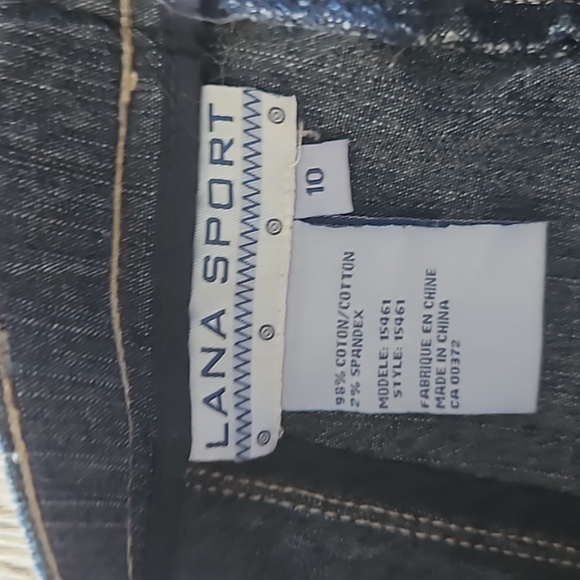 LANA SPORT
10
98% COTON/COTTON
2% SPANDEX
MODELE: 15461
STYLE: 15461
FABRIQUE EN CHINE
MADE IN CHINA
CA 00372